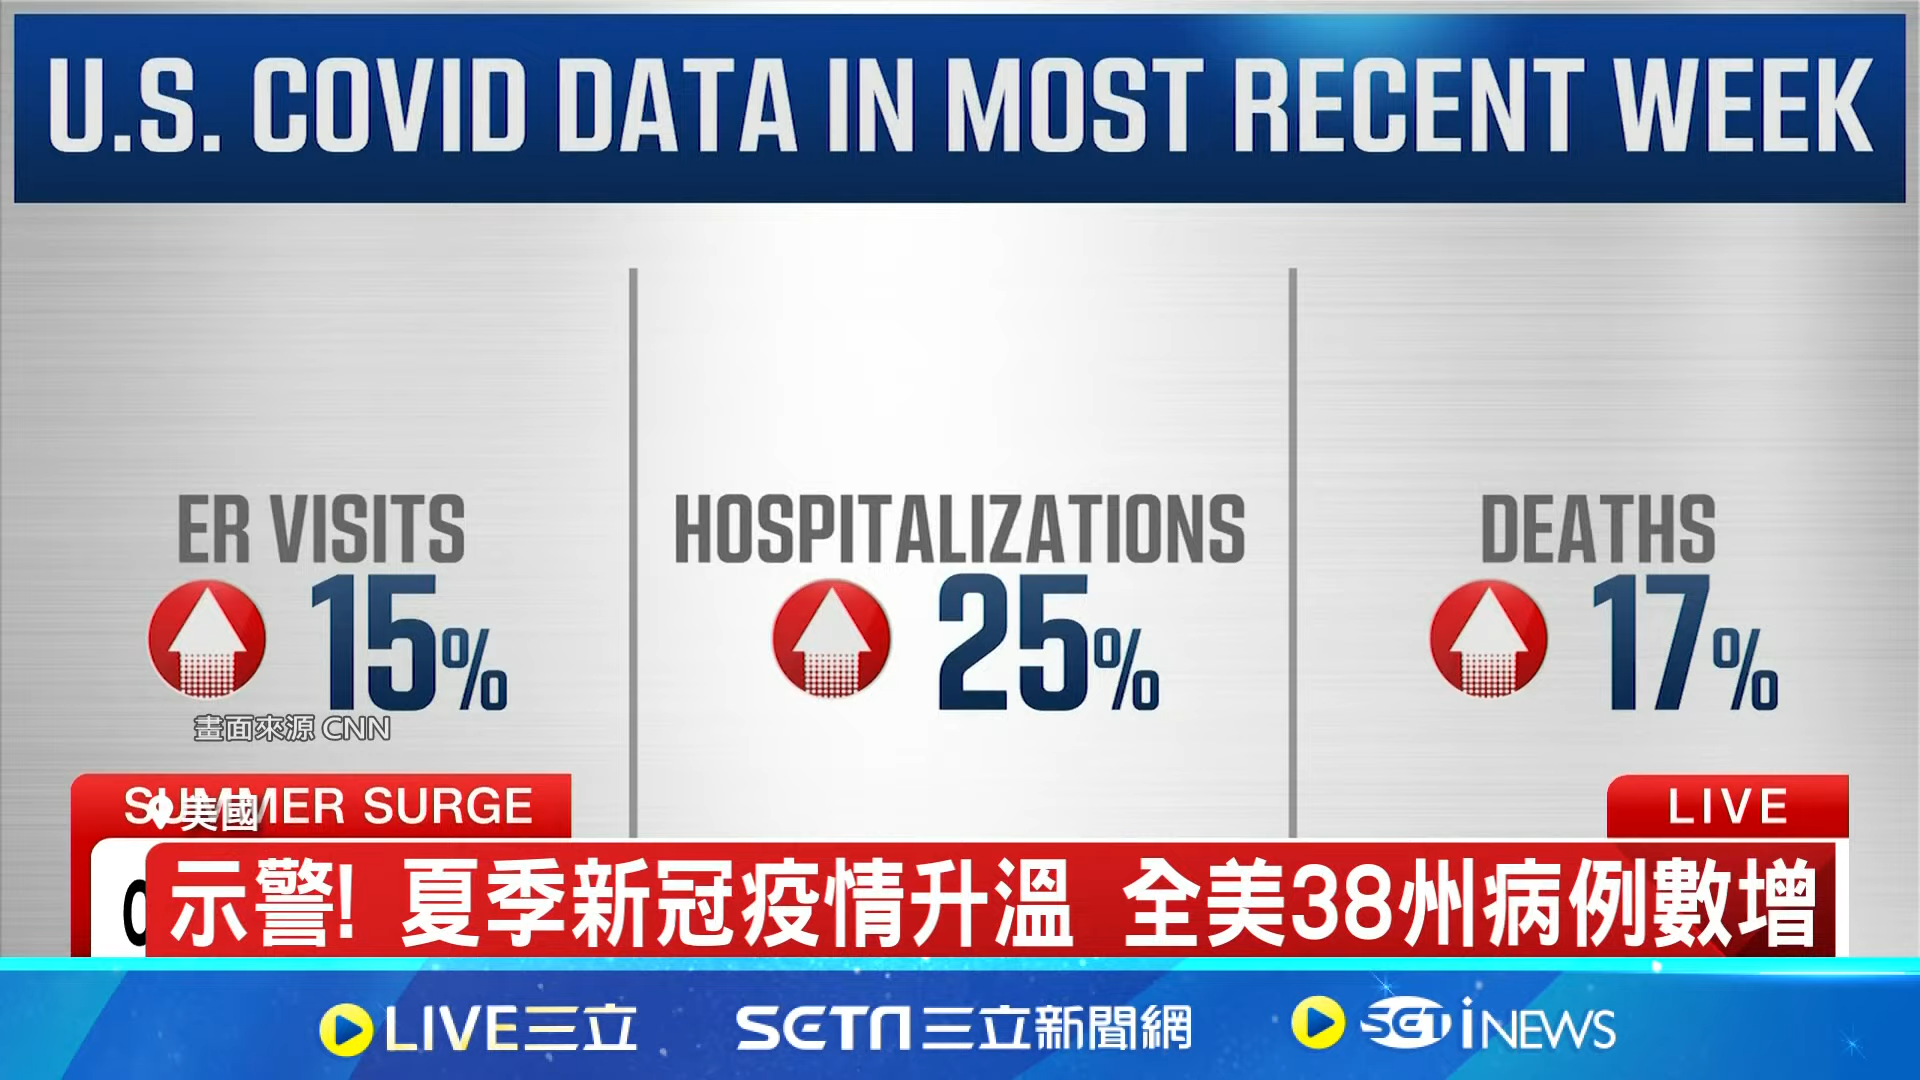 U.S. COVID DATA IN MOST RECENT WEEK
ER VISITS
15%
HOSPITALIZATIONS
25%
DEATHS
17%
畫面來源 CNN
SUMMER SURGE
美國
LIVE
示警! 夏季新冠疫情升溫 全美38州病例數增
LIVE三立
SETN三立新聞網
SET iNEWS